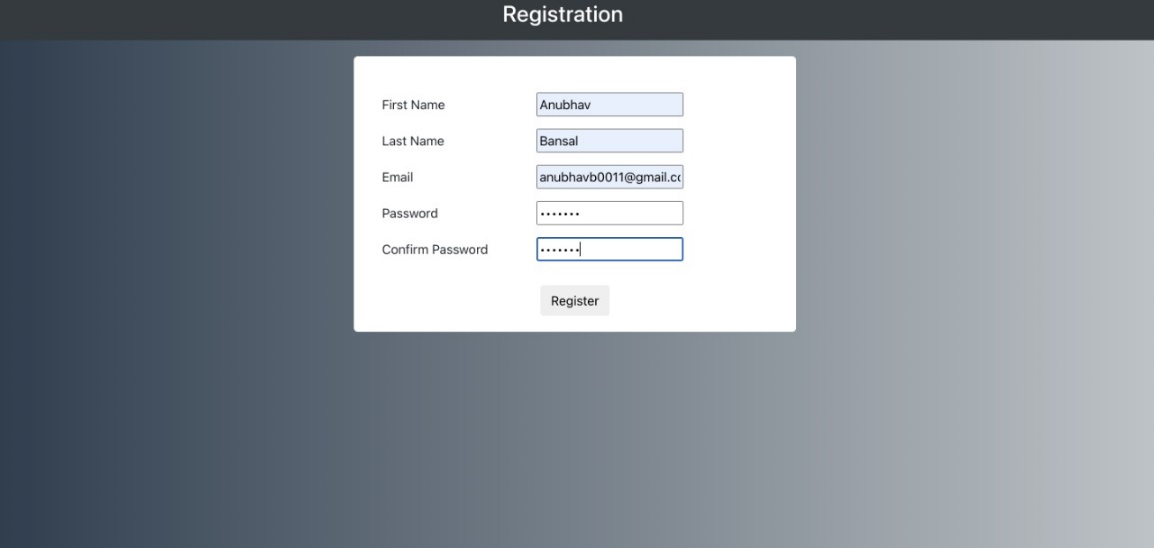 Registration
First Name Anubhav
Last Name Bansal
Email anubhavb0011@gmail.c
Password •••••••
Confirm Password •••••••
Register